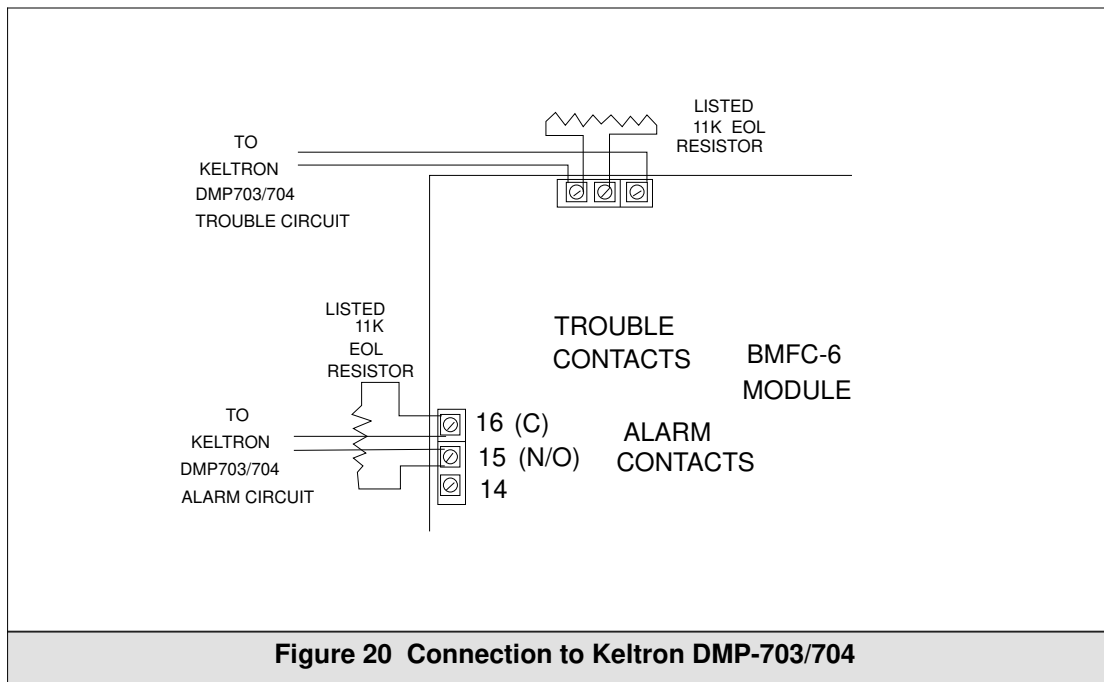 LISTED
11K EOL
RESISTOR
TO
KELTRON
DMP703/704
TROUBLE CIRCUIT
LISTED
11K
EOL
RESISTOR
TROUBLE
CONTACTS
BMFC-6
MODULE
TO
KELTRON
DMP703/704
ALARM CIRCUIT
16 (C)
15 (N/O)
14
ALARM
CONTACTS
Figure 20 Connection to Keltron DMP-703/704